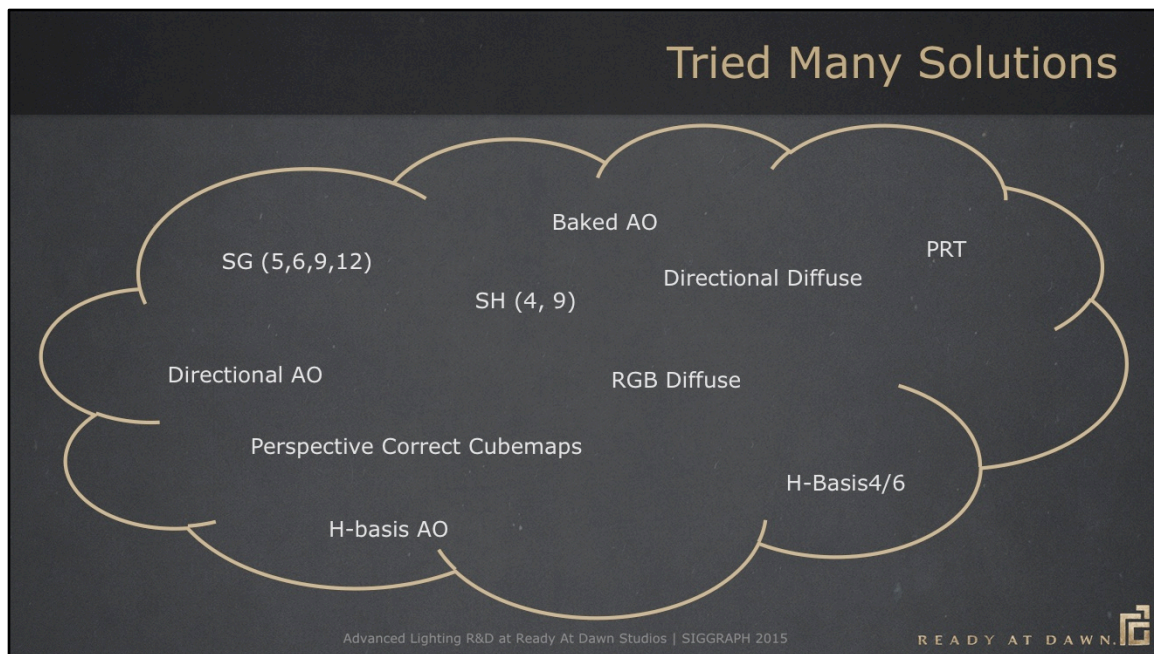 Tried Many Solutions
Baked AO
PRT
SG (5,6,9,12)
Directional Diffuse
SH (4, 9)
Directional AO
RGB Diffuse
Perspective Correct Cubemaps
H-Basis4/6
H-basis AO
Advanced Lighting R&D at Ready At Dawn Studios | SIGGRAPH 2015
READY AT DAWN.